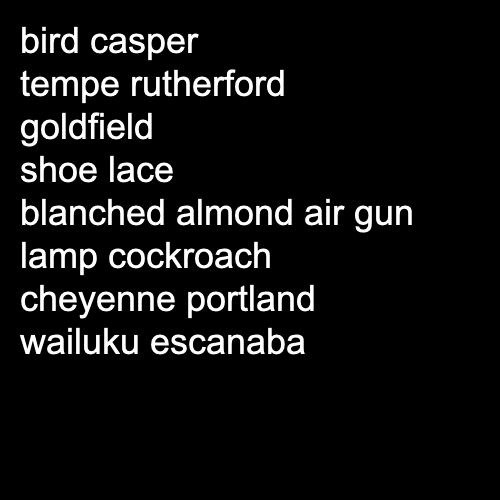 bird casper
tempe rutherford
goldfield
shoe lace
blanched almond air gun
lamp cockroach
cheyenne portland
wailuku escanaba